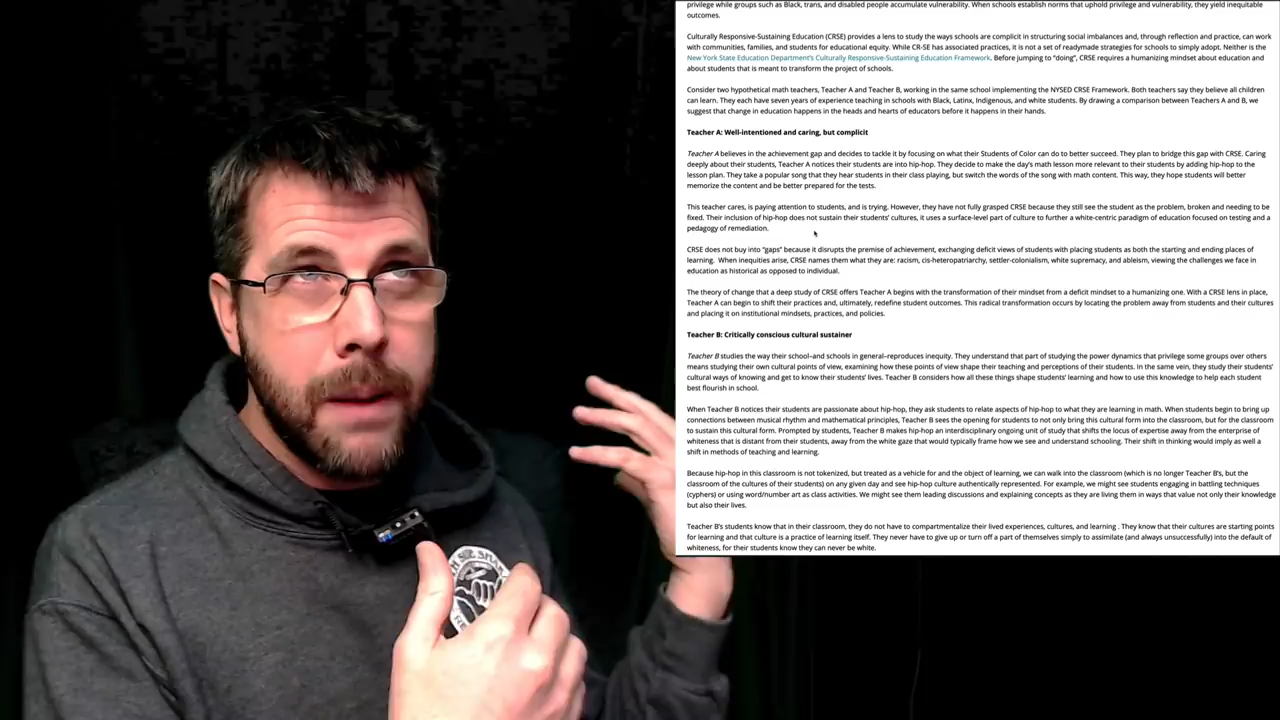 privilege while groups such as Black, trans, and disabled people accumulate vulnerability. When schools establish norms that uphold privilege and vulnerability, they yield inequitable
outcomes.
Culturally Responsive-Sustaining Education (CRSE) provides a lens to study the ways schools are complicit in structuring social imbalances and, through reflection and practice, can work
with communities, families, and students for educational equity. While CR-SE has associated practices, it is not a set of readymade strategies for schools to simply adopt. Neither is the
New York State Education Department's Culturally Responsive-Sustaining Education Framework. Before jumping to "doing", CRSE requires a humanizing mindset about education and
about students that is meant to transform the project of schools.
Consider two hypothetical math teachers, Teacher A and Teacher B, working in the same school implementing the NYSED CRSE Framework. Both teachers say they believe all children
can learn. They each have seven years of experience teaching in schools with Black, Latinx, Indigenous, and white students. By drawing a comparison between Teachers A and B, we
suggest that change in education happens in the heads and hearts of educators before it happens in their hands.
Teacher A: Well-intentioned and caring, but complicit
Teacher A believes in the achievement gap and decides to tackle it by focusing on what their Students of Color can do to better succeed. They plan to bridge this gap with CRSE. Caring
deeply about their students, Teacher A notices their students are into hip-hop. They decide to make the day's math lesson more relevant to their students by adding hip-hop to the
lesson plan. They take a popular song that they hear students in their class playing, but switch the words of the song with math content. This way, they hope students will better
memorize the content and be better prepared for the tests.
This teacher cares, is paying attention to students, and is trying. However, they have not fully grasped CRSE because they still see the student as the problem, broken and needing to be
fixed. Their inclusion of hip-hop does not sustain their students' cultures, it uses a surface-level part of culture to further a white-centric paradigm of education focused on testing and a
pedagogy of remediation.
CRSE does not buy into "gaps" because it disrupts the premise of achievement, exchanging deficit views of students with placing students as both the starting and ending places of
learning. When inequities arise, CRSE names them what they are: racism, cis-heteropatriarchy, settler-colonialism, white supremacy, and ableism, viewing the challenges we face in
education as historical as opposed to individual.
The theory of change that a deep study of CRSE offers Teacher A begins with the transformation of their mindset from a deficit mindset to a humanizing one. With a CRSE lens in place,
Teacher A can begin to shift their practices and, ultimately, redefine student outcomes. This radical transformation occurs by locating the problem away from students and their cultures
and placing it on institutional mindsets, practices, and policies.
Teacher B: Critically conscious cultural sustainer
Teacher B studies the way their school–and schools in general–reproduces inequity. They understand that part of studying the power dynamics that privilege some groups over others
means studying their own cultural points of view, examining how these points of view shape their teaching and perceptions of their students. In the same vein, they study their students'
cultural ways of knowing and get to know their students' lives. Teacher B considers how all these things shape students' learning and how to use this knowledge to help each student
best flourish in school.
When Teacher B notices their students are passionate about hip-hop, they ask students to relate aspects of hip-hop to what they are learning in math. When students begin to bring up
connections between musical rhythm and mathematical principles, Teacher B sees the opening for students to not only bring this cultural form into the classroom, but for the classroom
to sustain this cultural form. Prompted by students, Teacher B makes hip-hop an interdisciplinary ongoing unit of study that shifts the locus of expertise away from the enterprise of
whiteness that is distant from their students, away from the white gaze that would typically frame how we see and understand schooling. Their shift in thinking would imply as well a
shift in methods of teaching and learning.
Because hip-hop in this classroom is not tokenized, but treated as a vehicle for and the object of learning, we can walk into the classroom (which is no longer Teacher B's, but the
classroom of the cultures of their students) on any given day and see hip-hop culture authentically represented. For example, we might see students engaging in battling techniques
(cyphers) or using word/number art as class activities. We might see them leading discussions and explaining concepts as they are living them in ways that value not only their knowledge
but also their lives.
Teacher B's students know that in their classroom, they do not have to compartmentalize their lived experiences, cultures, and learning . They know that their cultures are starting points
for learning and that culture is a practice of learning itself. They never have to give up or turn off a part of themselves simply to assimilate (and always unsuccessfully) into the default of
whiteness, for their students know they can never be white.